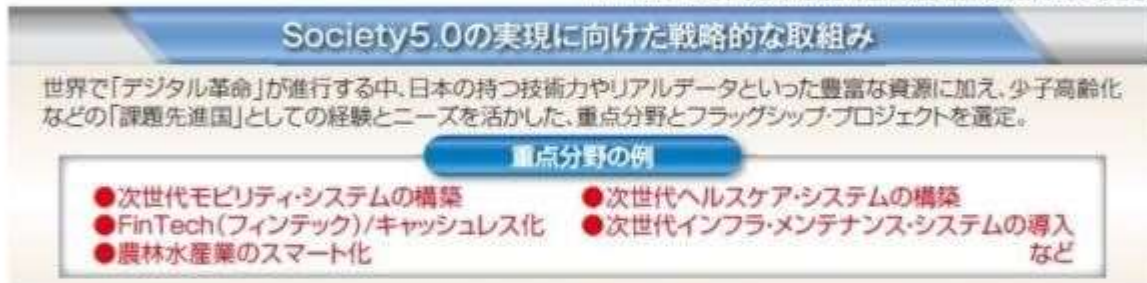 Society5.0の実現に向けた戦略的な取組み
世界で「デジタル革命」が進行する中、日本の持つ技術力やリアルデータといった豊富な資源に加え、少子高齢化
などの「課題先進国」としての経験とニーズを活かした、重点分野とフラッグシップ・プロジェクトを選定。
重点分野の例
●次世代モビリティ・システムの構築
●FinTech(フィンテック)/キャッシュレス化
●農林水産業のスマート化
●次世代ヘルスケア・システムの構築
●次世代インフラ・メンテナンス・システムの導入
など